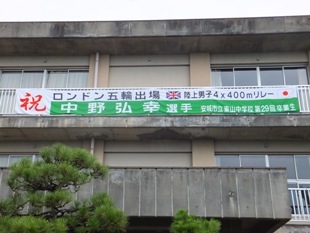 祝 ロンドン五輪出場 陸上男子4×400mリレー
中野弘幸選手 安城市立東山中学校第29回卒業生